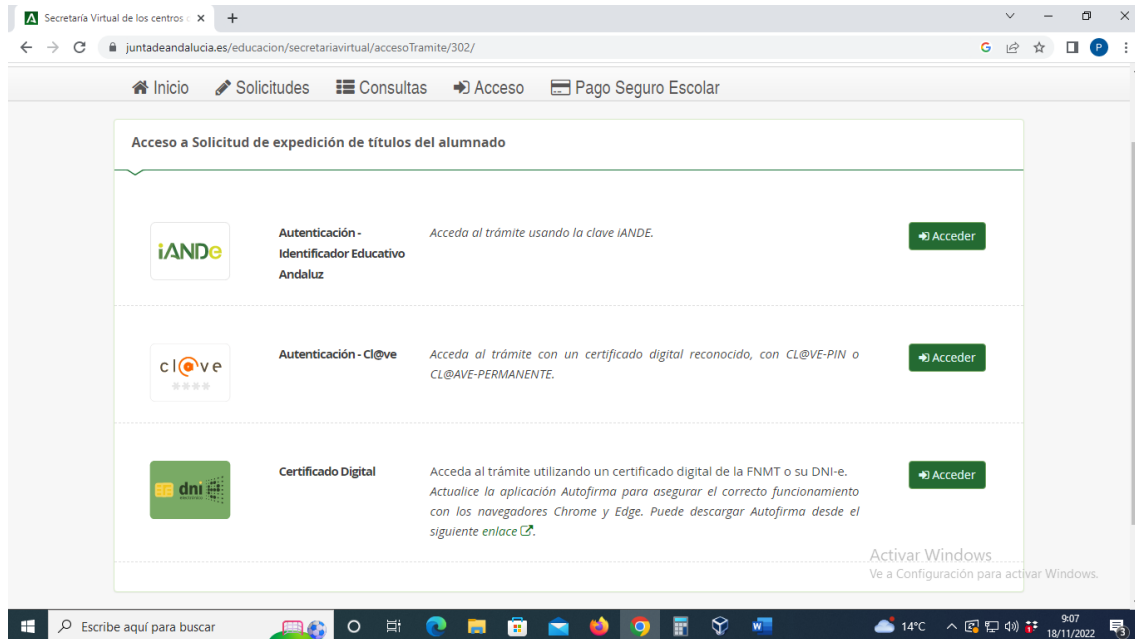 Secretaría Virtual de los centros
juntadeandalucia.es/educacion/secretariavirtual/accesoTramite/302/
G
P
Inicio Solicitudes Consultas Acceso Pago Seguro Escolar
Acceso a Solicitud de expedición de títulos del alumnado
iANDe
Autenticación -
Identificador Educativo
Andaluz
Acceda al trámite usando la clave iANDE.
Acceder
cl@ve
Autenticación - Cl@ve
Acceda al trámite con un certificado digital reconocido, con CL@VE-PIN o
CL@AVE-PERMANENTE.
Acceder
dni
Certificado Digital
Acceda al trámite utilizando un certificado digital de la FNMT o su DNI-e.
Actualice la aplicación Autofirma para asegurar el correcto funcionamiento
con los navegadores Chrome y Edge. Puede descargar Autofirma desde el
siguiente enlace.
Acceder
Activar Windows
Ve a Configuración para activar Windows.
Escribe aquí para buscar
14°C
9:07
18/11/2022
3